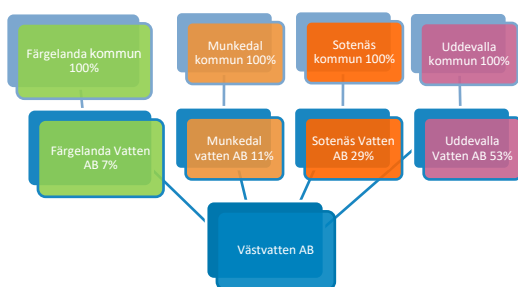 Färgelanda kommun
100%
Munkedal
kommun 100%
Sotenäs
kommun 100%
Uddevalla
kommun 100%
Färgelanda Vatten
AB 7%
Munkedal
vatten AB 11%
Sotenäs Vatten
AB 29%
Uddevalla
Vatten AB 53%
Västvatten AB